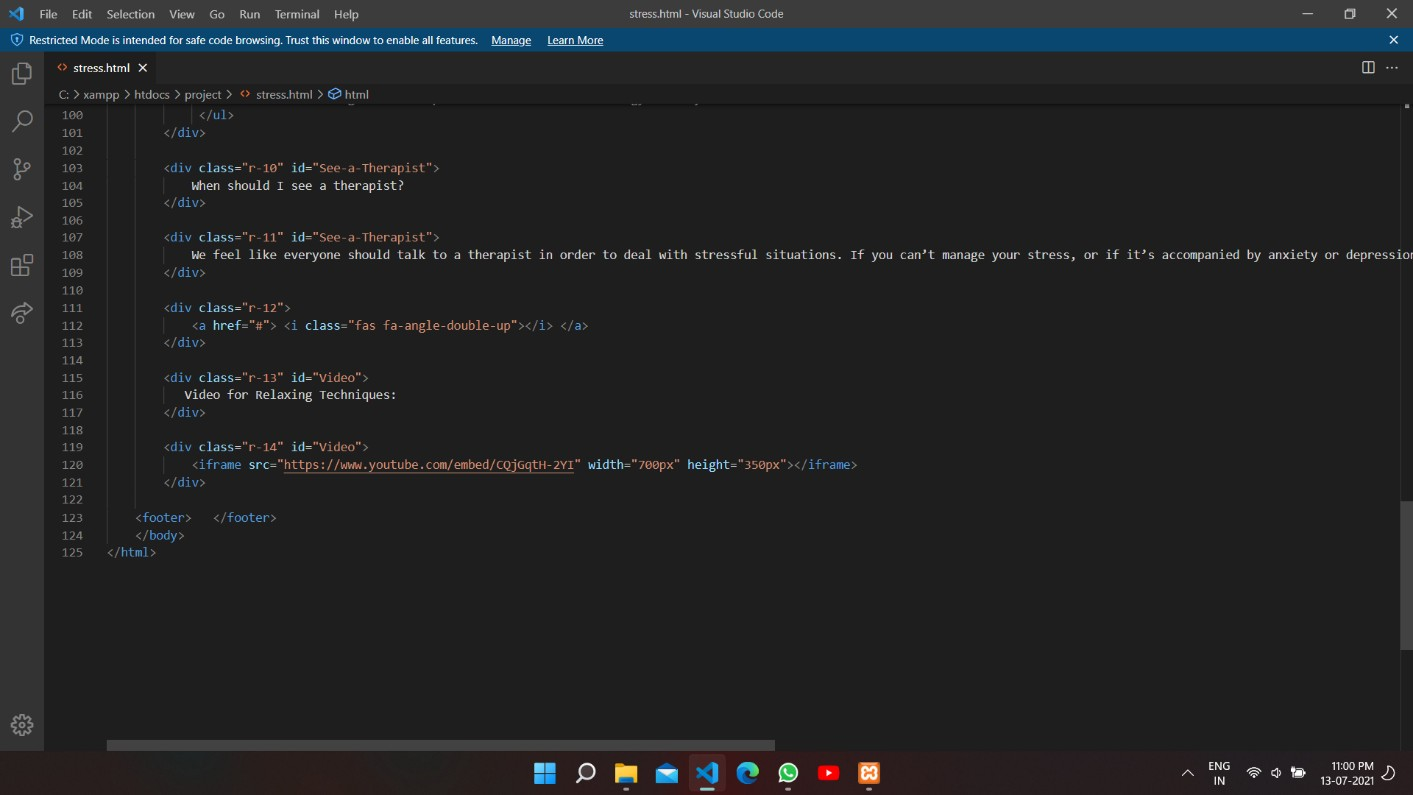 File Edit Selection View Go Run Terminal Help stress.html - Visual Studio Code
Restricted Mode is intended for safe code browsing. Trust this window to enable all features. Manage Learn More
stress.html
C: > xampp > htdocs > project > stress.html > html
100 </ul>
101 </div>
102
103 <div class="r-10" id="See-a-Therapist">
104 When should I see a therapist?
105 </div>
106
107 <div class="r-11" id="See-a-Therapist">
108 We feel like everyone should talk to a therapist in order to deal with stressful situations. If you can’t manage your stress, or if it’s accompanied by anxiety or depression
109 </div>
110
111 <div class="r-12">
112 <a href="#"> <i class="fas fa-angle-double-up"></i> </a>
113 </div>
114
115 <div class="r-13" id="Video">
116 Video for Relaxing Techniques:
117 </div>
118
119 <div class="r-14" id="Video">
120 <iframe src="https://www.youtube.com/embed/CQjGqtH-2YI" width="700px" height="350px"></iframe>
121 </div>
122
123 <footer> </footer>
124 </body>
125 </html>
ENG
IN
11:00 PM
13-07-2021